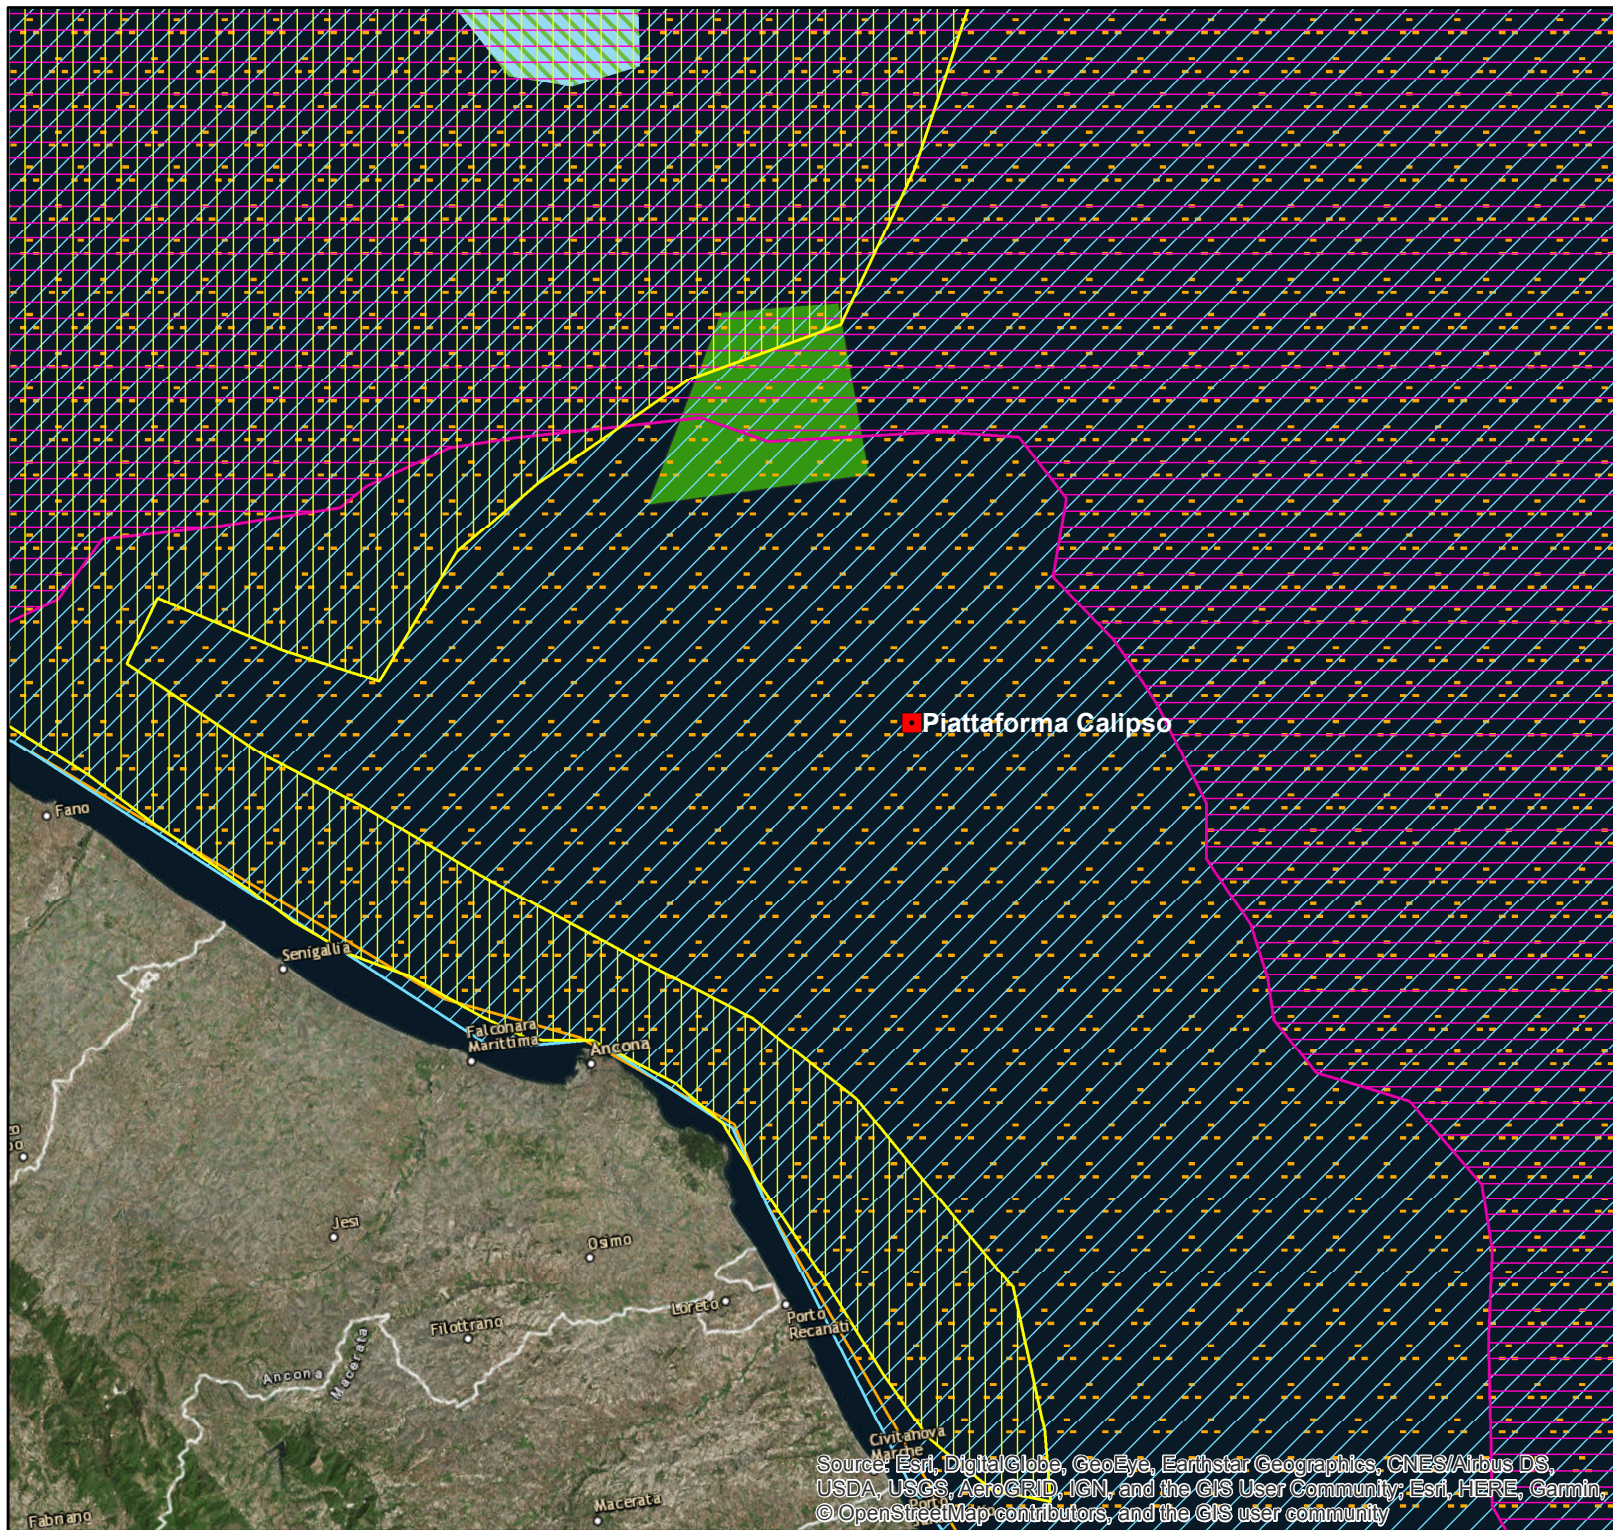 Piattaforma Calipso
Fano
Senigallia
Falconara
Marittima
Ancona
Jesi
Osimo
Loreto
Porto
Recanati
Filottrano
Ancona
Macerata
Civitanova
Marche
Source: Esri, DigitalGlobe, GeoEye, Earthstar Geographics, CNES/Airbus DS,
USDA, USGS, AeroGRID, IGN, and the GIS User Community; Esri, HERE, Garmin,
© OpenStreetMap contributors, and the GIS user community
Macerata
Porto
Fabriano